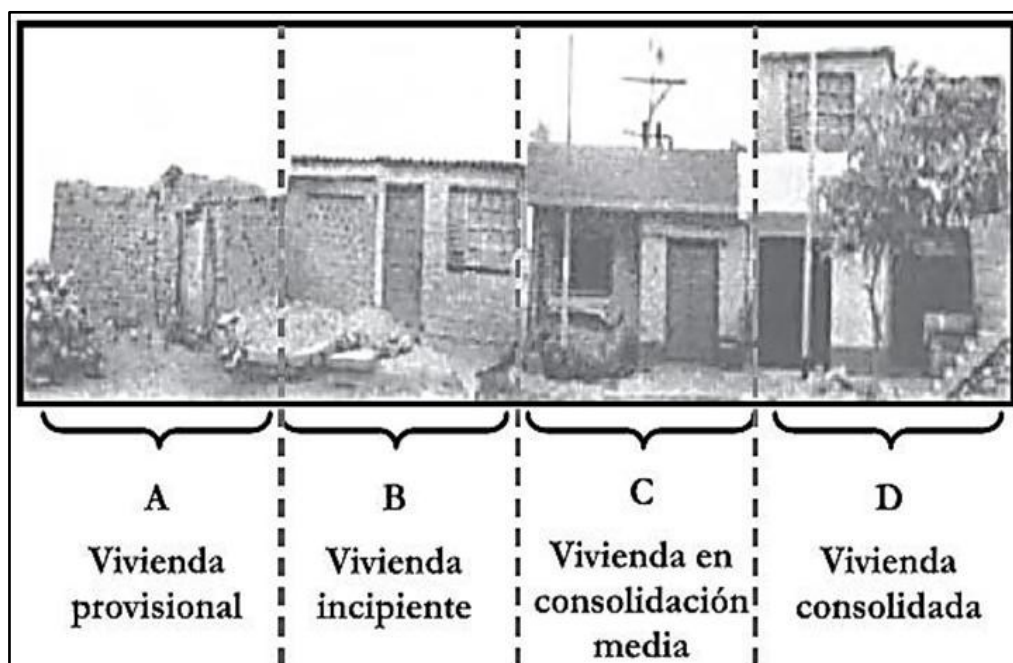 A
Vivienda
provisional
B
Vivienda
incipiente
C
Vivienda en
consolidación
media
D
Vivienda
consolidada